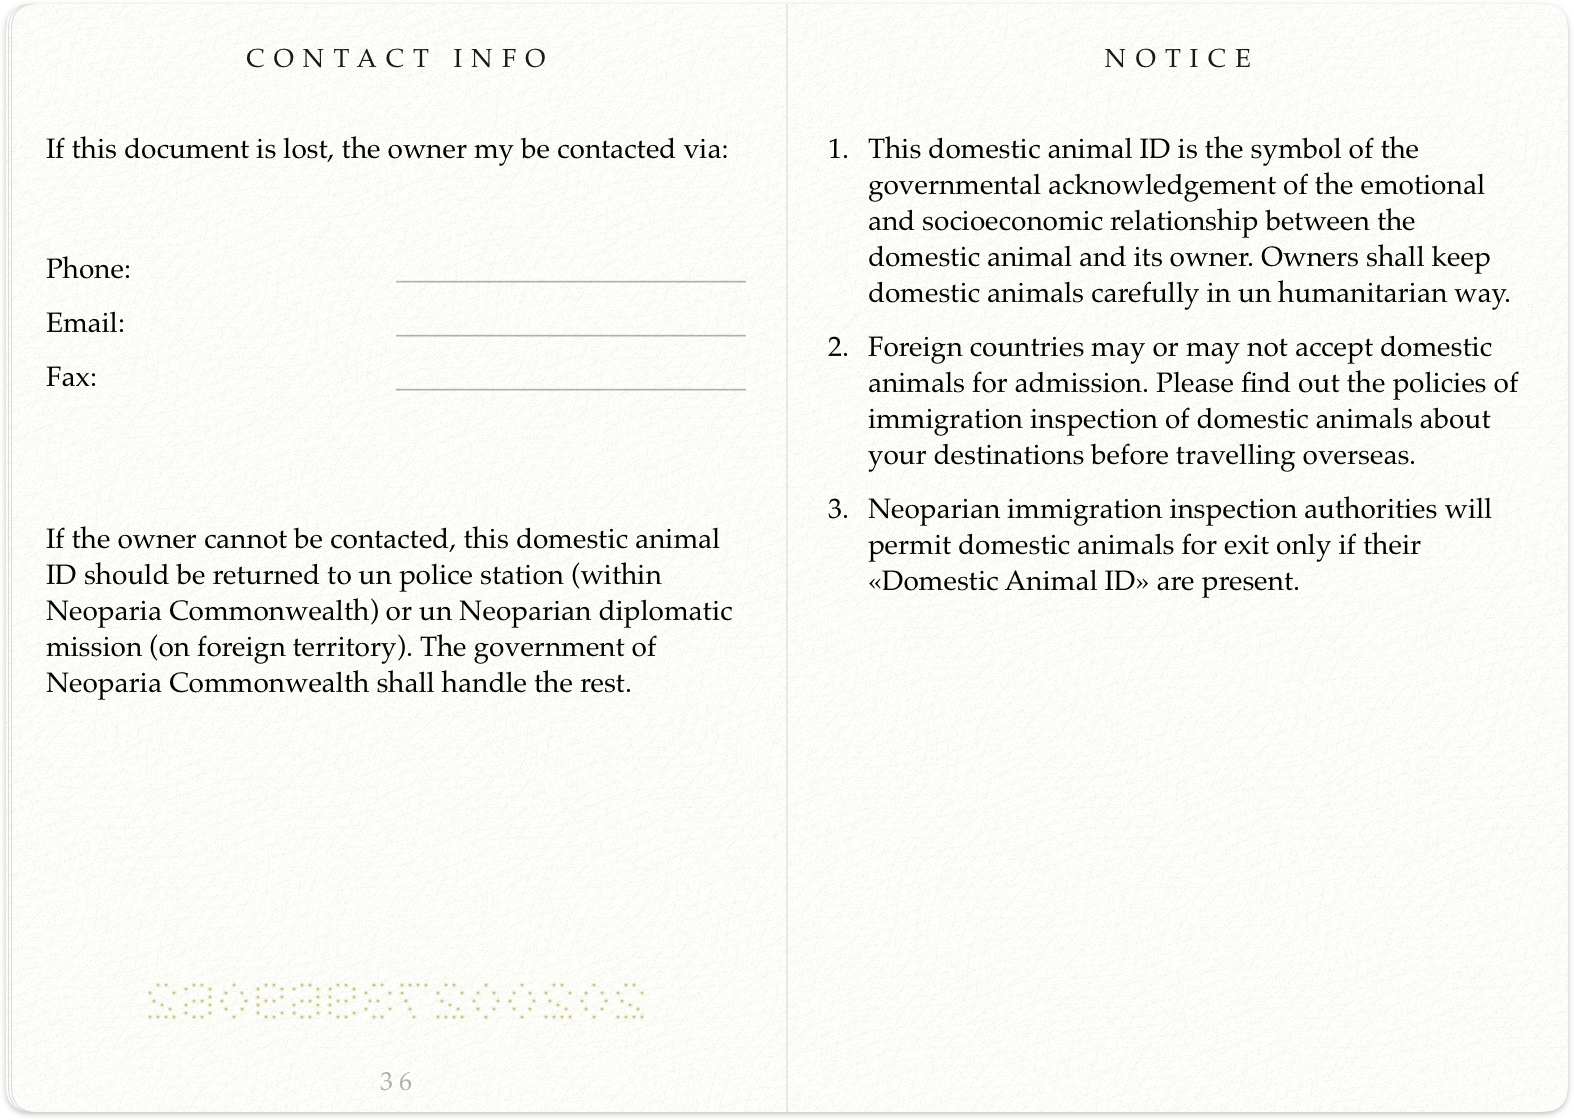 CONTACT INFO
If this document is lost, the owner my be contacted via:
Phone:
Email:
Fax:
If the owner cannot be contacted, this domestic animal
ID should be returned to un police station (within
Neoparia Commonwealth) or un Neoparian diplomatic
mission (on foreign territory). The government of
Neoparia Commonwealth shall handle the rest.
36
NOTICE
1. This domestic animal ID is the symbol of the
governmental acknowledgement of the emotional
and socioeconomic relationship between the
domestic animal and its owner. Owners shall keep
domestic animals carefully in un humanitarian way.
2. Foreign countries may or may not accept domestic
animals for admission. Please find out the policies of
immigration inspection of domestic animals about
your destinations before travelling overseas.
3. Neoparian immigration inspection authorities will
permit domestic animals for exit only if their
«Domestic Animal ID» are present.